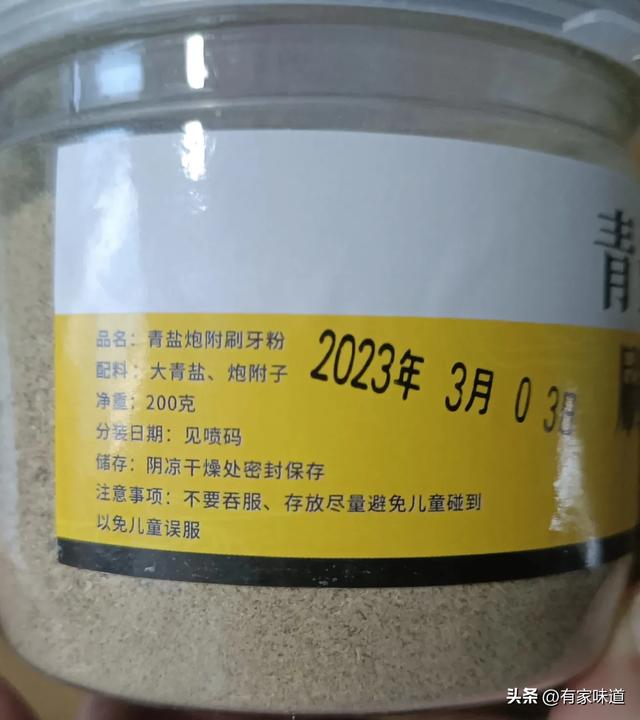 青
品名：青盐炮附刷牙粉
配料：大青盐、炮附子
净重：200克
分装日期：见喷码
储存：阴凉干燥处密封保存
注意事项：不要吞服、存放尽量避免儿童碰到
以免儿童误服
2023年 3月 03日
头条 @有家味道